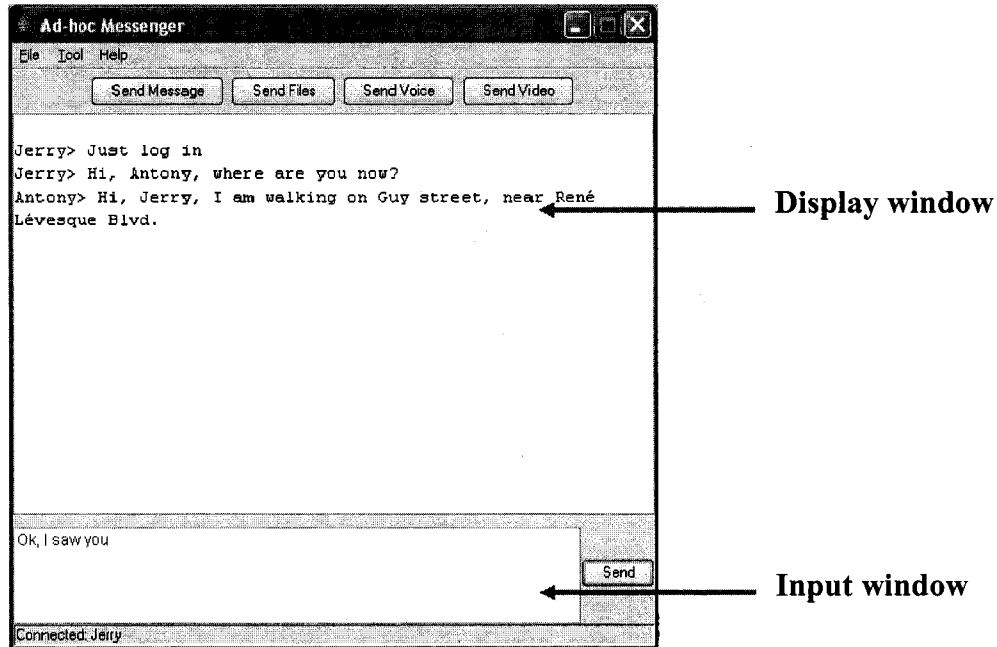 Ad-hoc Messenger
File Tool Help
Send Message Send Files Send Voice Send Video
Jerry> Just log in
Jerry> Hi, Antony, where are you now?
Antony> Hi, Jerry, I am walking on Guy street, near René
Lévesque Blvd.
Display window
Ok, I saw you
Send
Input window
Connected: Jerry